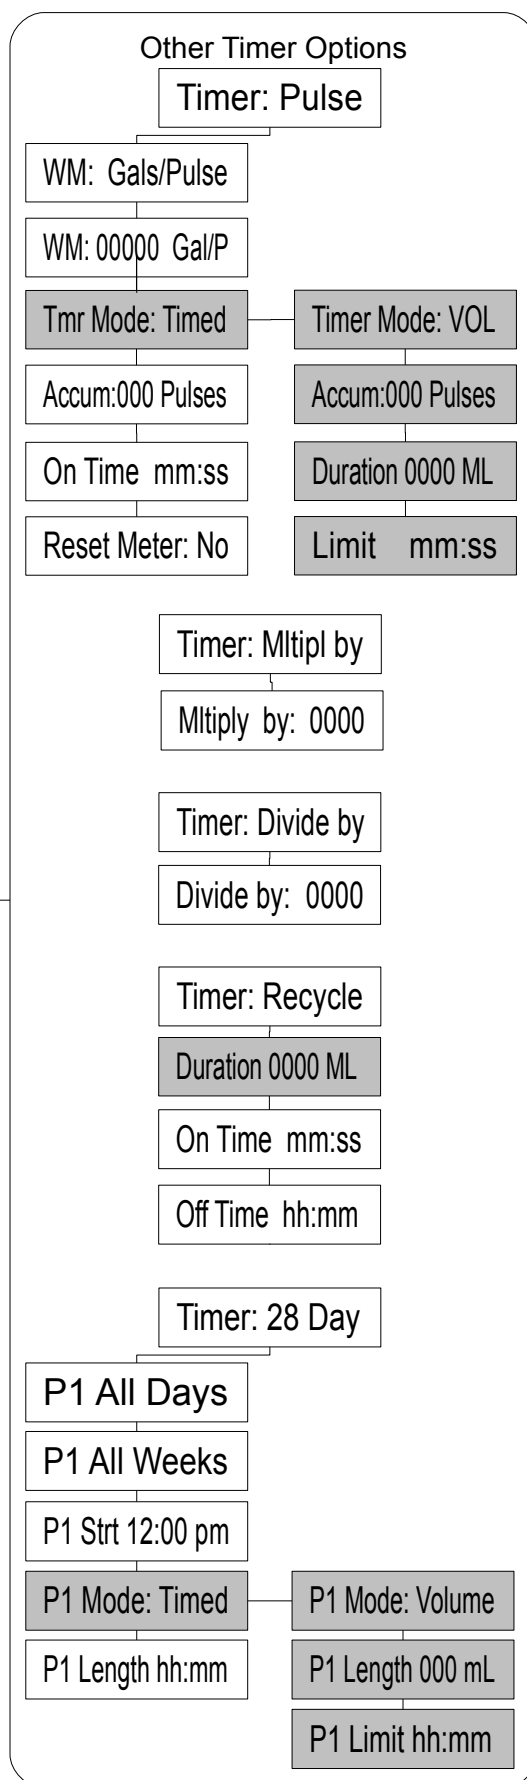 Other Timer Options
Timer: Pulse
WM: Gals/Pulse
WM: 00000 Gal/P
Tmr Mode: Timed
Timer Mode: VOL
Accum:000 Pulses
Accum:000 Pulses
On Time mm:ss
Duration 0000 ML
Reset Meter: No
Limit mm:ss
Timer: Mltipl by
Mltiply by: 0000
Timer: Divide by
Divide by: 0000
Timer: Recycle
Duration 0000 ML
On Time mm:ss
Off Time hh:mm
Timer: 28 Day
P1 All Days
P1 All Weeks
P1 Strt 12:00 pm
P1 Mode: Timed
P1 Mode: Volume
P1 Length hh:mm
P1 Length 000 mL
P1 Limit hh:mm